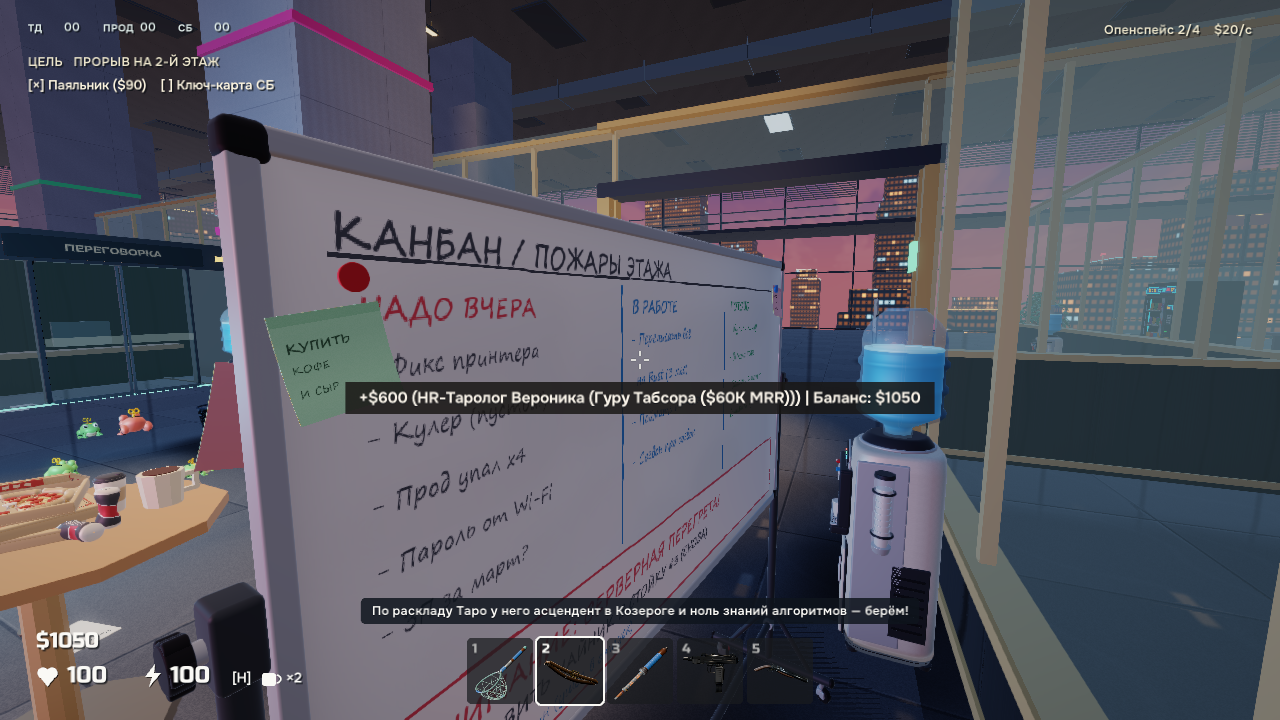 ТД 00 ПРОД 00 СБ 00
Опенспейс 2/4 $20/с
ЦЕЛЬ ПРОРЫВ НА 2-Й ЭТАЖ
[×] Паяльник ($90) [ ] Ключ-карта СБ
ПЕРЕГОВОРКА
КАНБАН / ПОЖАРЫ ЭТАЖА
НАДО ВЧЕРА
В РАБОТЕ
КУПИТЬ
КОФЕ
И СЫР
Фикс принтера
+$600 (HR-Таролог Вероника (Гуру Табсора ($60K MRR))) | Баланс: $1050
– Кулер
– Прод упал x4
– Пароль от Wi-Fi
март?
ПЕРЕГРЕТА!
По раскладу Таро у него асцендент в Козероге и ноль знаний алгоритмов — берём!
$1050
100 100 [H] ×2
1 2 3 4 5